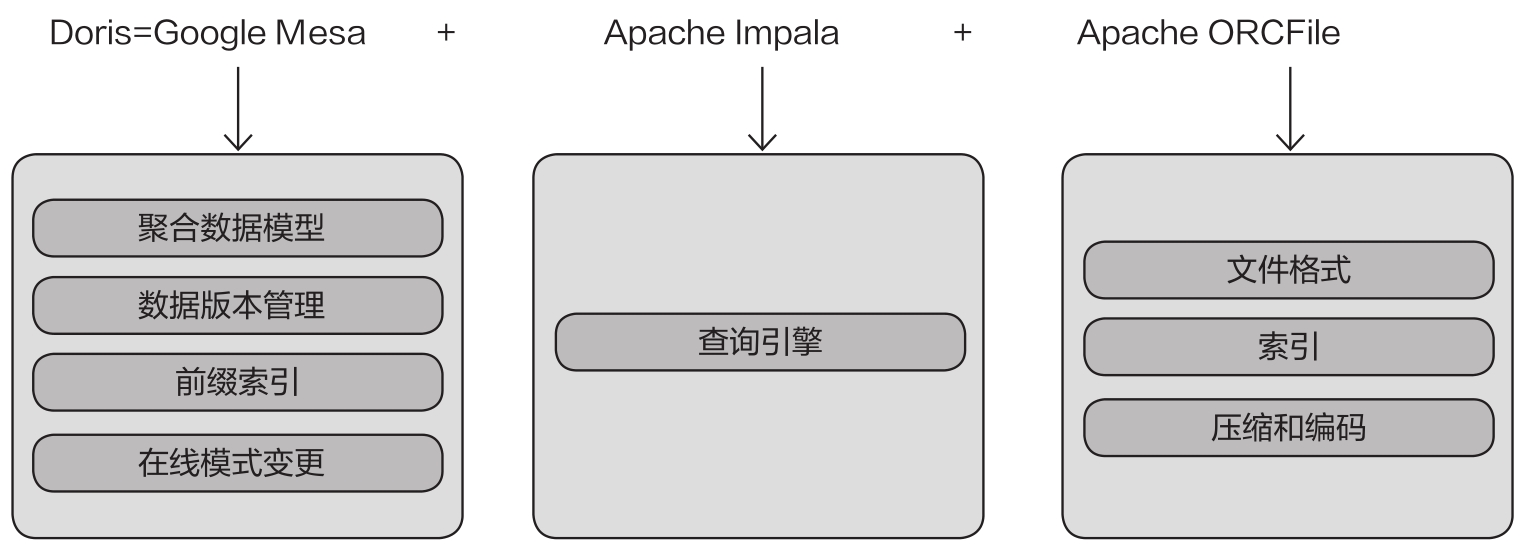 Doris=Google Mesa + Apache Impala + Apache ORCFile
聚合数据模型
数据版本管理
前缀索引
在线模式变更
查询引擎
文件格式
索引
压缩和编码